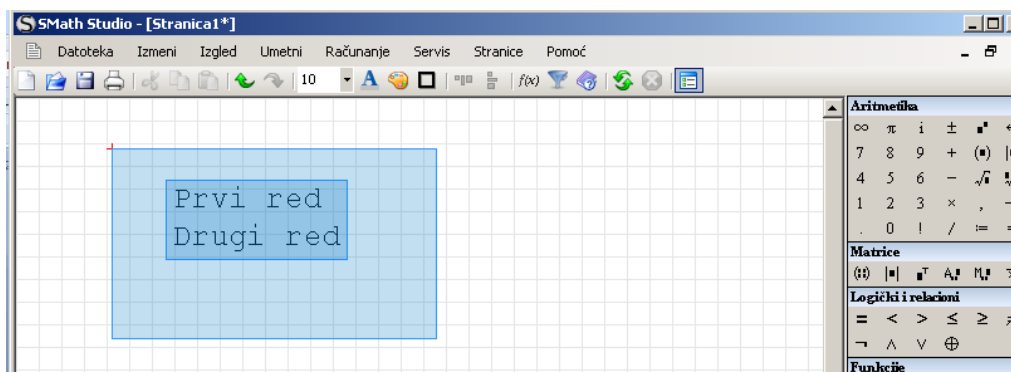 SMath Studio - [Stranica1*]
Datoteka Izmeni Izgled Umetni Računanje Servis Stranice Pomoć
10 A f(x)
Prvi red
Drugi red
Aritmetika
∞ π i ±
7 8 9 + (▪)
4 5 6 − √▪
1 2 3 × ,
. 0 ! / :=
Matrice
(::) |▪| ▪ᵀ A▪ M▪
Logički i relacioni
= < > ≤ ≥
¬ ∧ ∨ ⊕
Funkcije